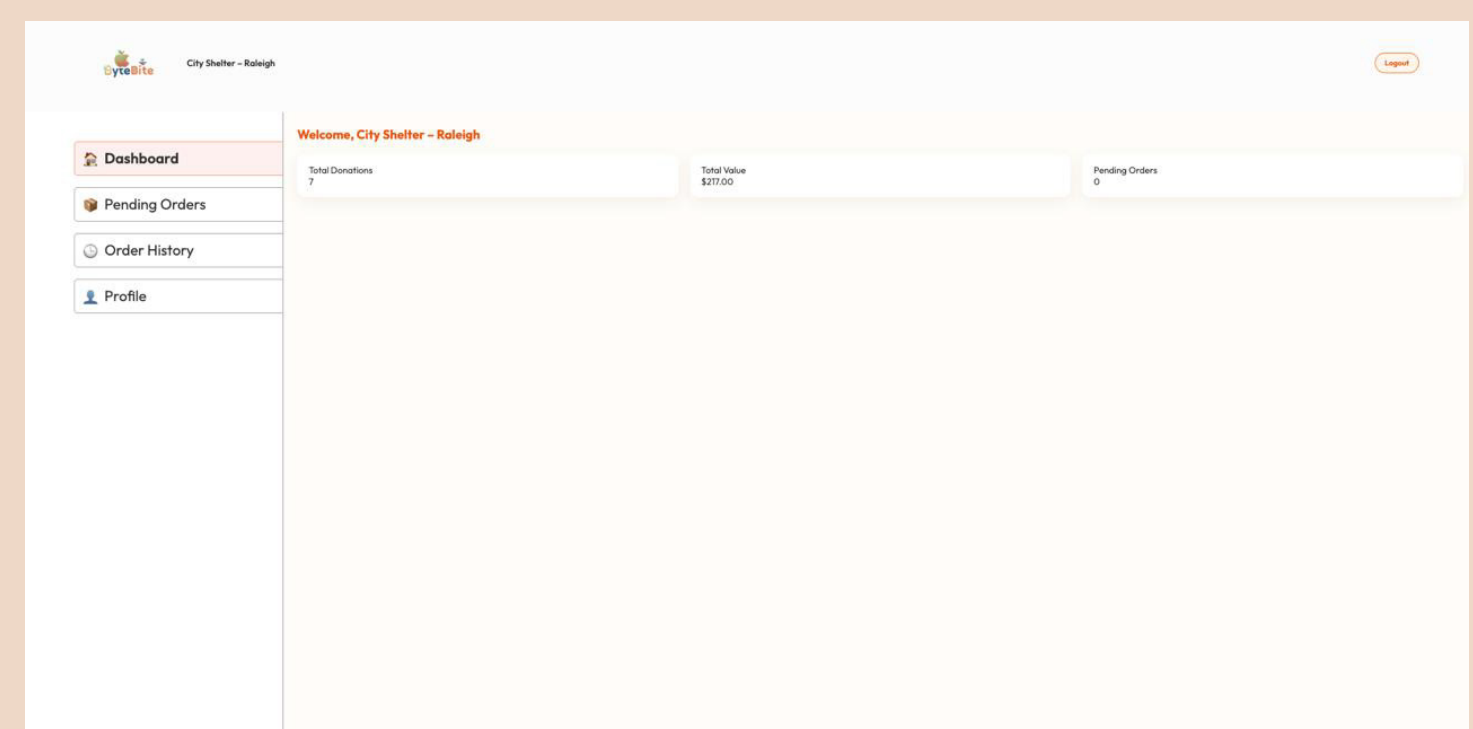 ByteBite
City Shelter – Raleigh
Logout
Dashboard
Pending Orders
Order History
Profile
Welcome, City Shelter – Raleigh
Total Donations
7
Total Value
$217.00
Pending Orders
0